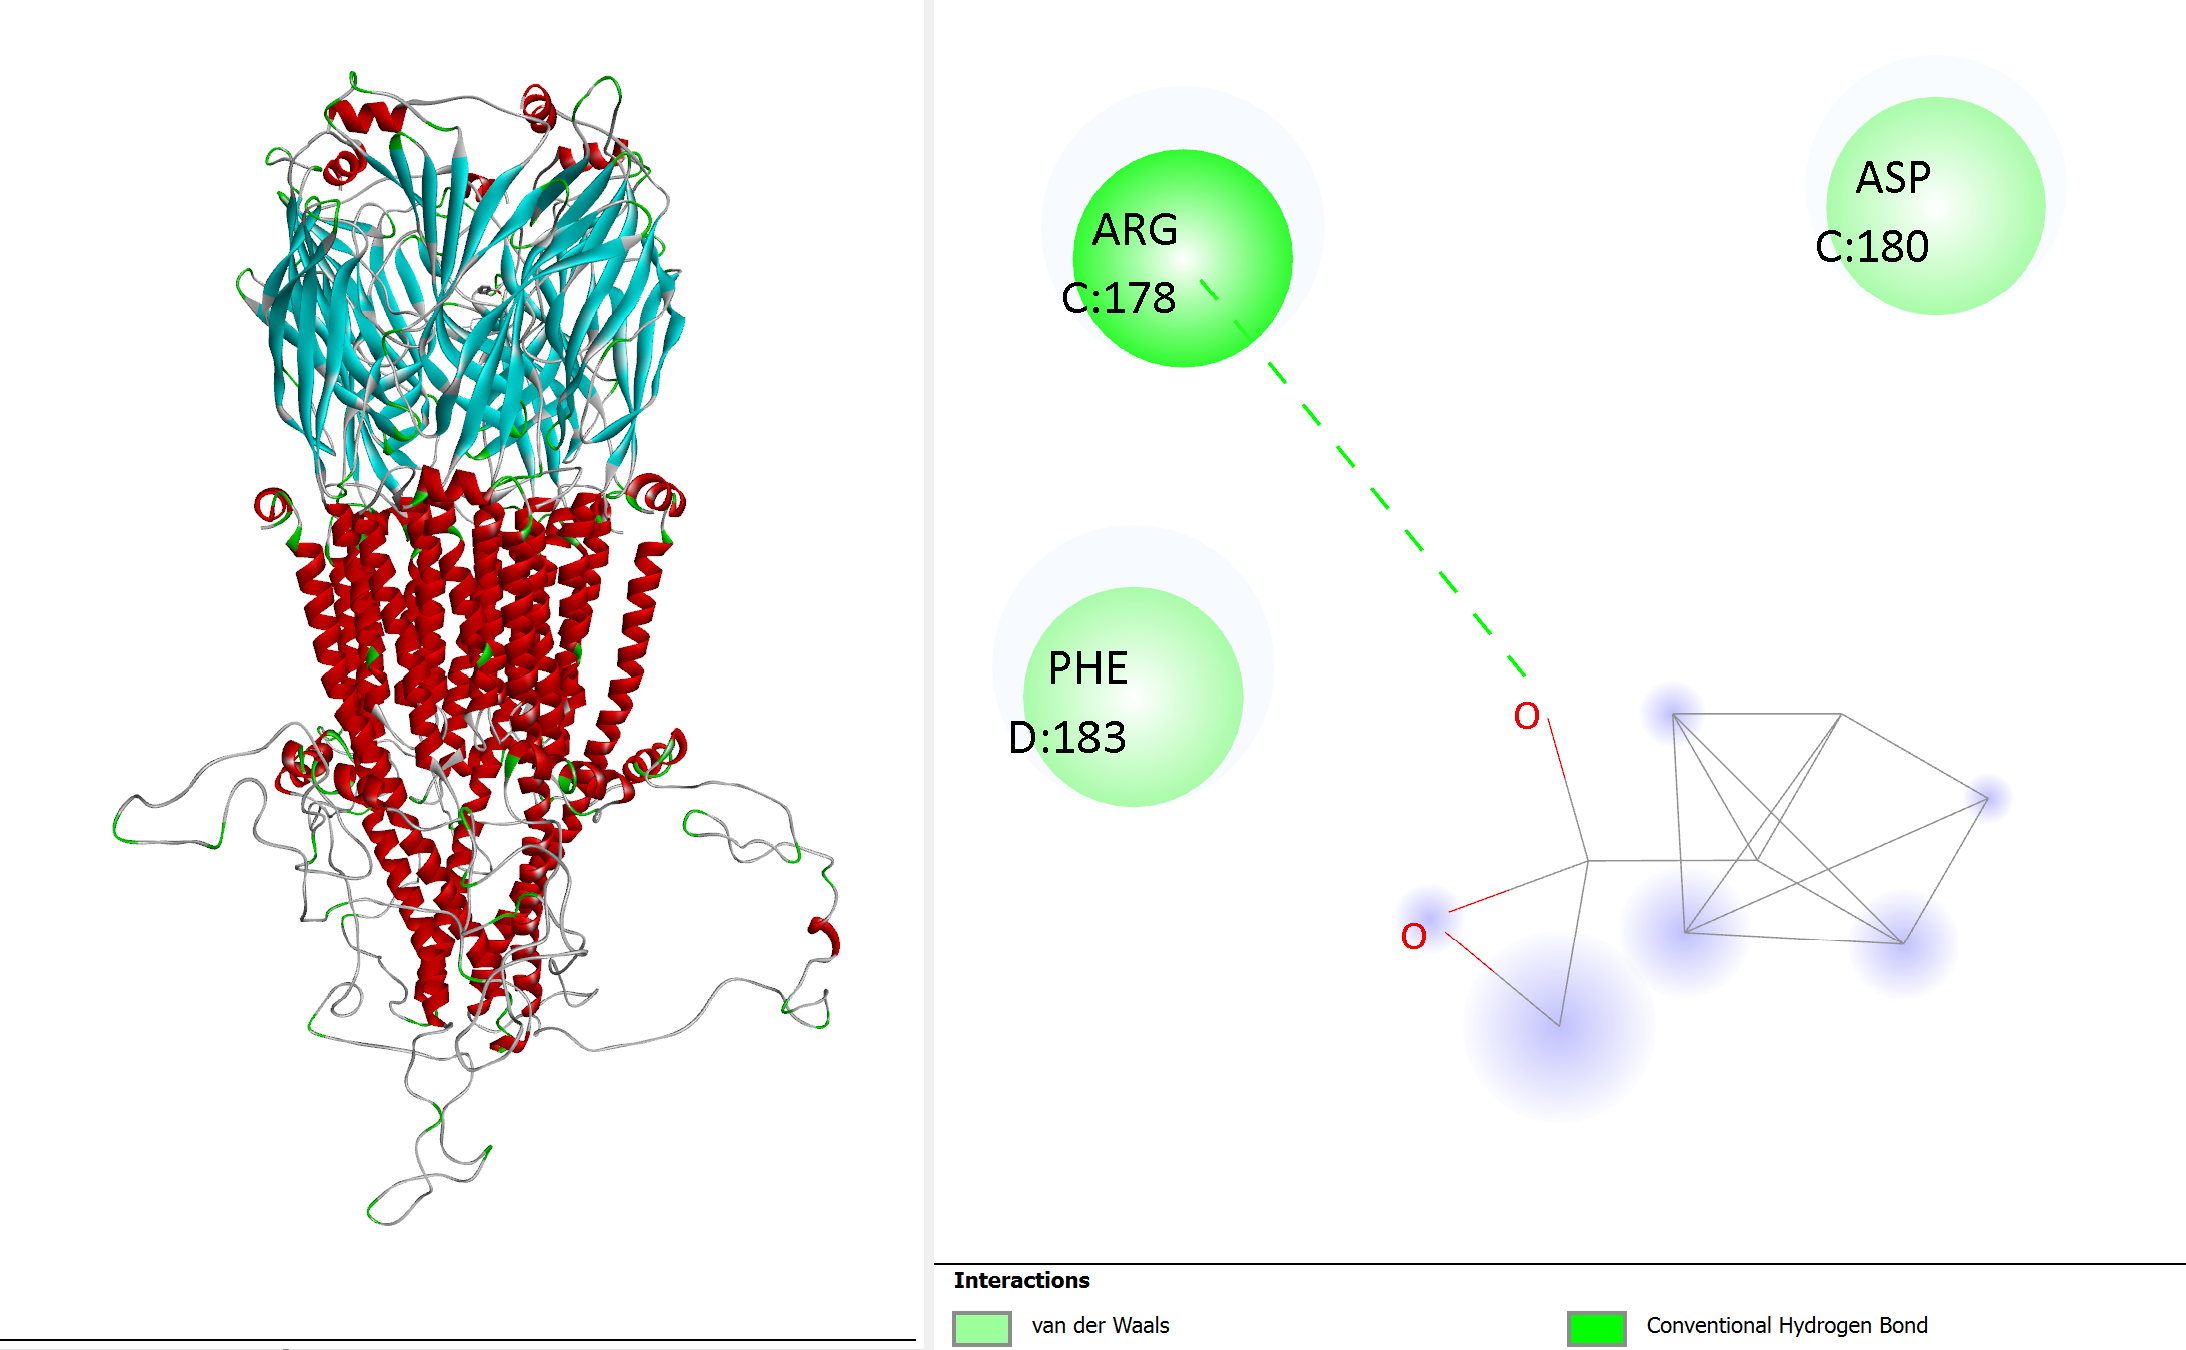 ARG
C:178
ASP
C:180
PHE
D:183
O
O
Interactions
van der Waals
Conventional Hydrogen Bond